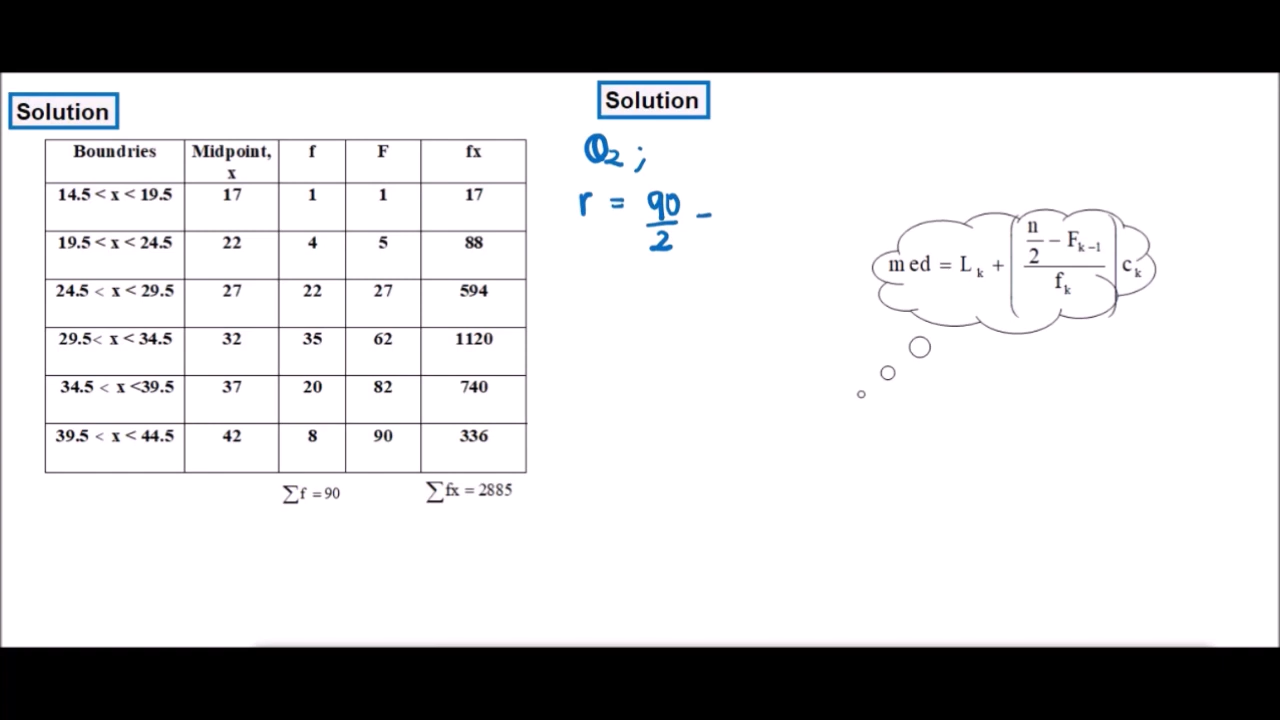 Solution
Boundries Midpoint, x f F fx
14.5 < x < 19.5 17 1 1 17
19.5 < x < 24.5 22 4 5 88
24.5 < x < 29.5 27 22 27 594
29.5< x < 34.5 32 35 62 1120
34.5 < x <39.5 37 20 82 740
39.5 < x < 44.5 42 8 90 336
∑f = 90 ∑fx = 2885
Solution
Q₂ ;
r = 90/2 –
med = Lₖ + ( (n/2 – Fₖ₋₁) / fₖ ) cₖ